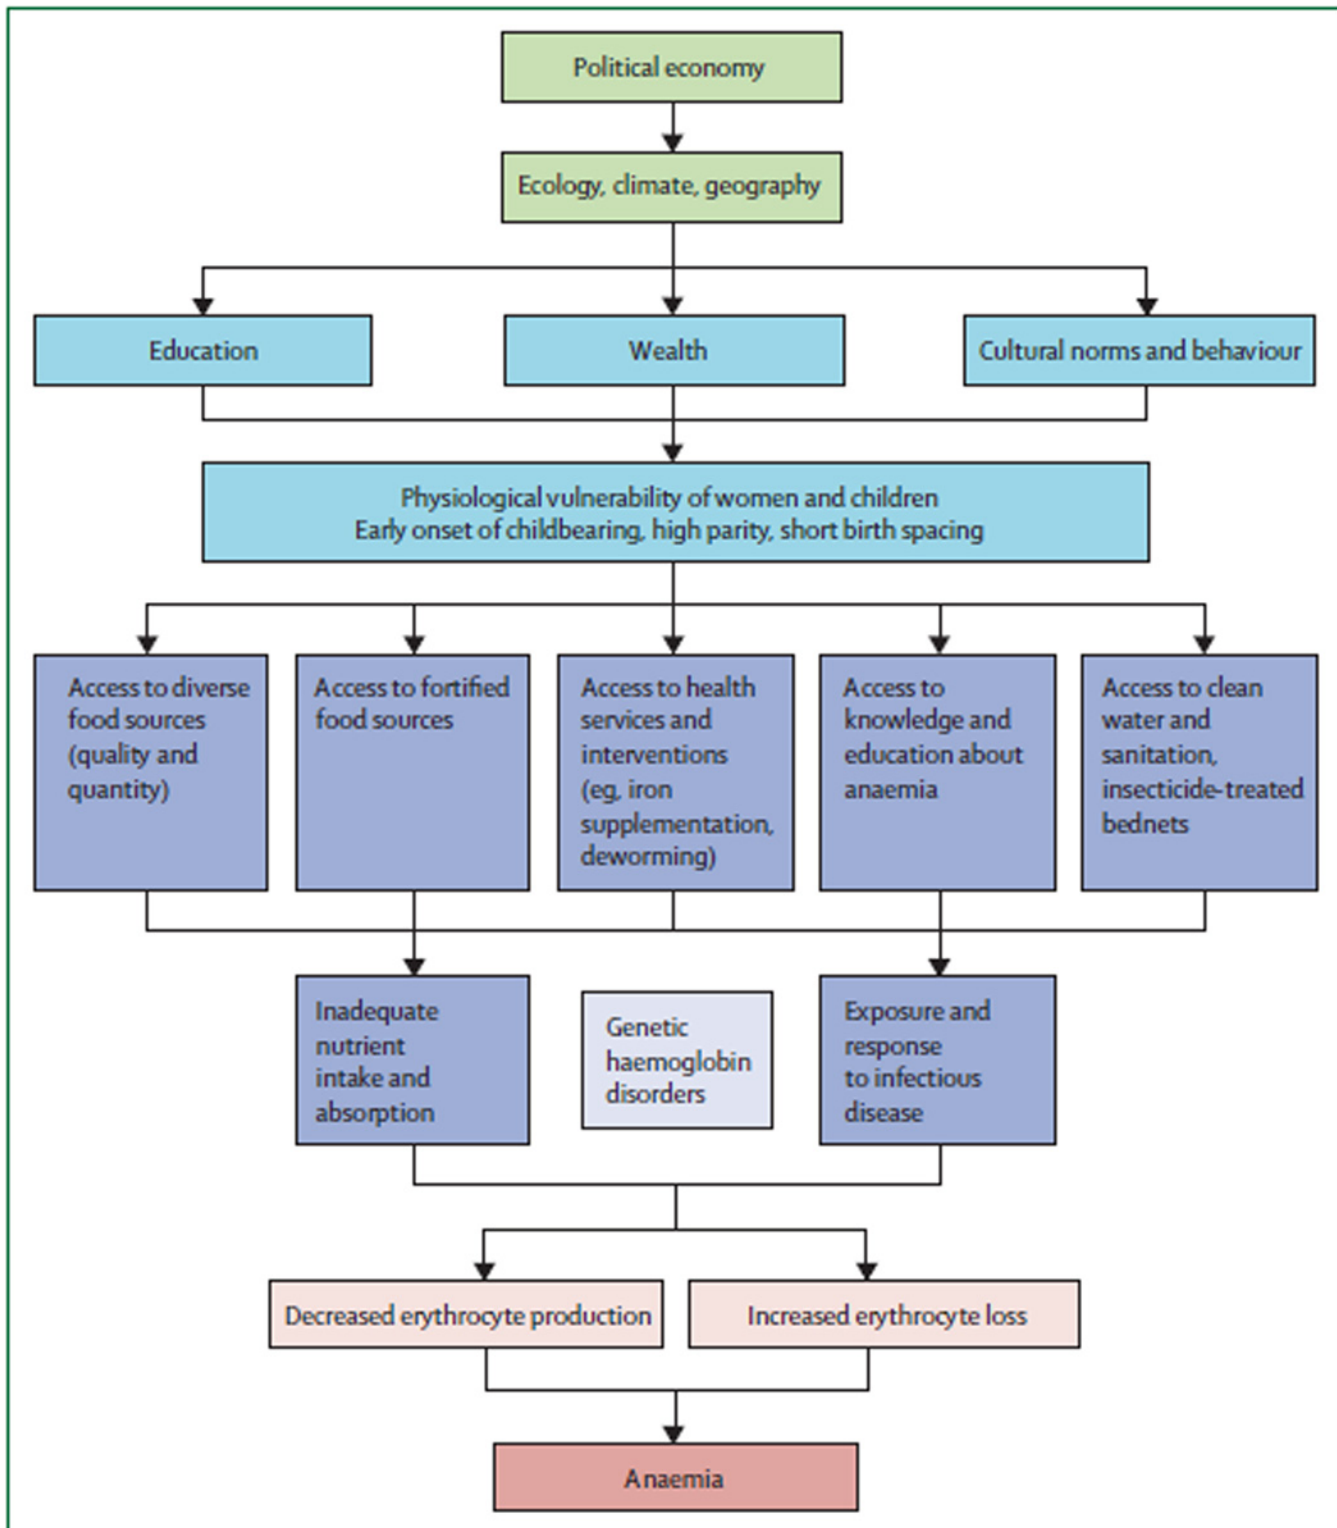 Political economy
Ecology, climate, geography
Education
Wealth
Cultural norms and behaviour
Physiological vulnerability of women and children
Early onset of childbearing, high parity, short birth spacing
Access to diverse
food sources
(quality and
quantity)
Access to fortified
food sources
Access to health
services and
interventions
(eg, iron
supplementation,
deworming)
Access to
knowledge and
education about
anaemia
Access to clean
water and
sanitation,
insecticide-treated
bednets
Inadequate
nutrient
intake and
absorption
Genetic
haemoglobin
disorders
Exposure and
response
to infectious
disease
Decreased erythrocyte production
Increased erythrocyte loss
Anaemia